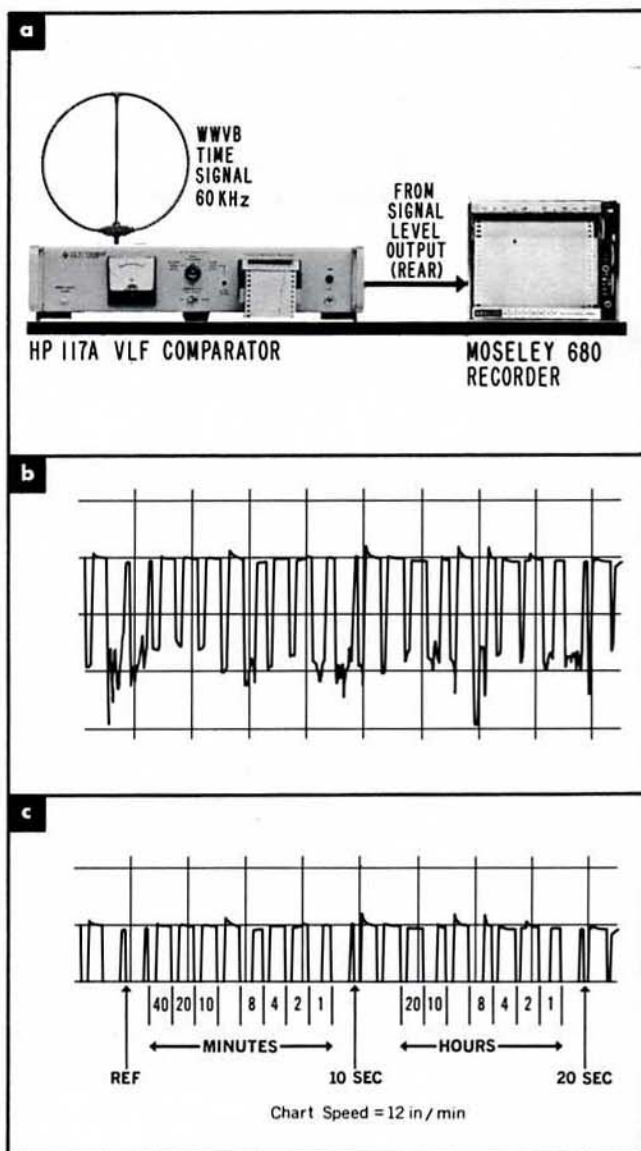 a
WWVB
TIME
SIGNAL
60 KHz
FROM
SIGNAL
LEVEL
OUTPUT
(REAR)
HP 117A VLF COMPARATOR
MOSELEY 680
RECORDER
b
c
40 20 10 8 4 2 1 20 10 8 4 2 1
MINUTES HOURS
REF 10 SEC 20 SEC
Chart Speed = 12 in/min